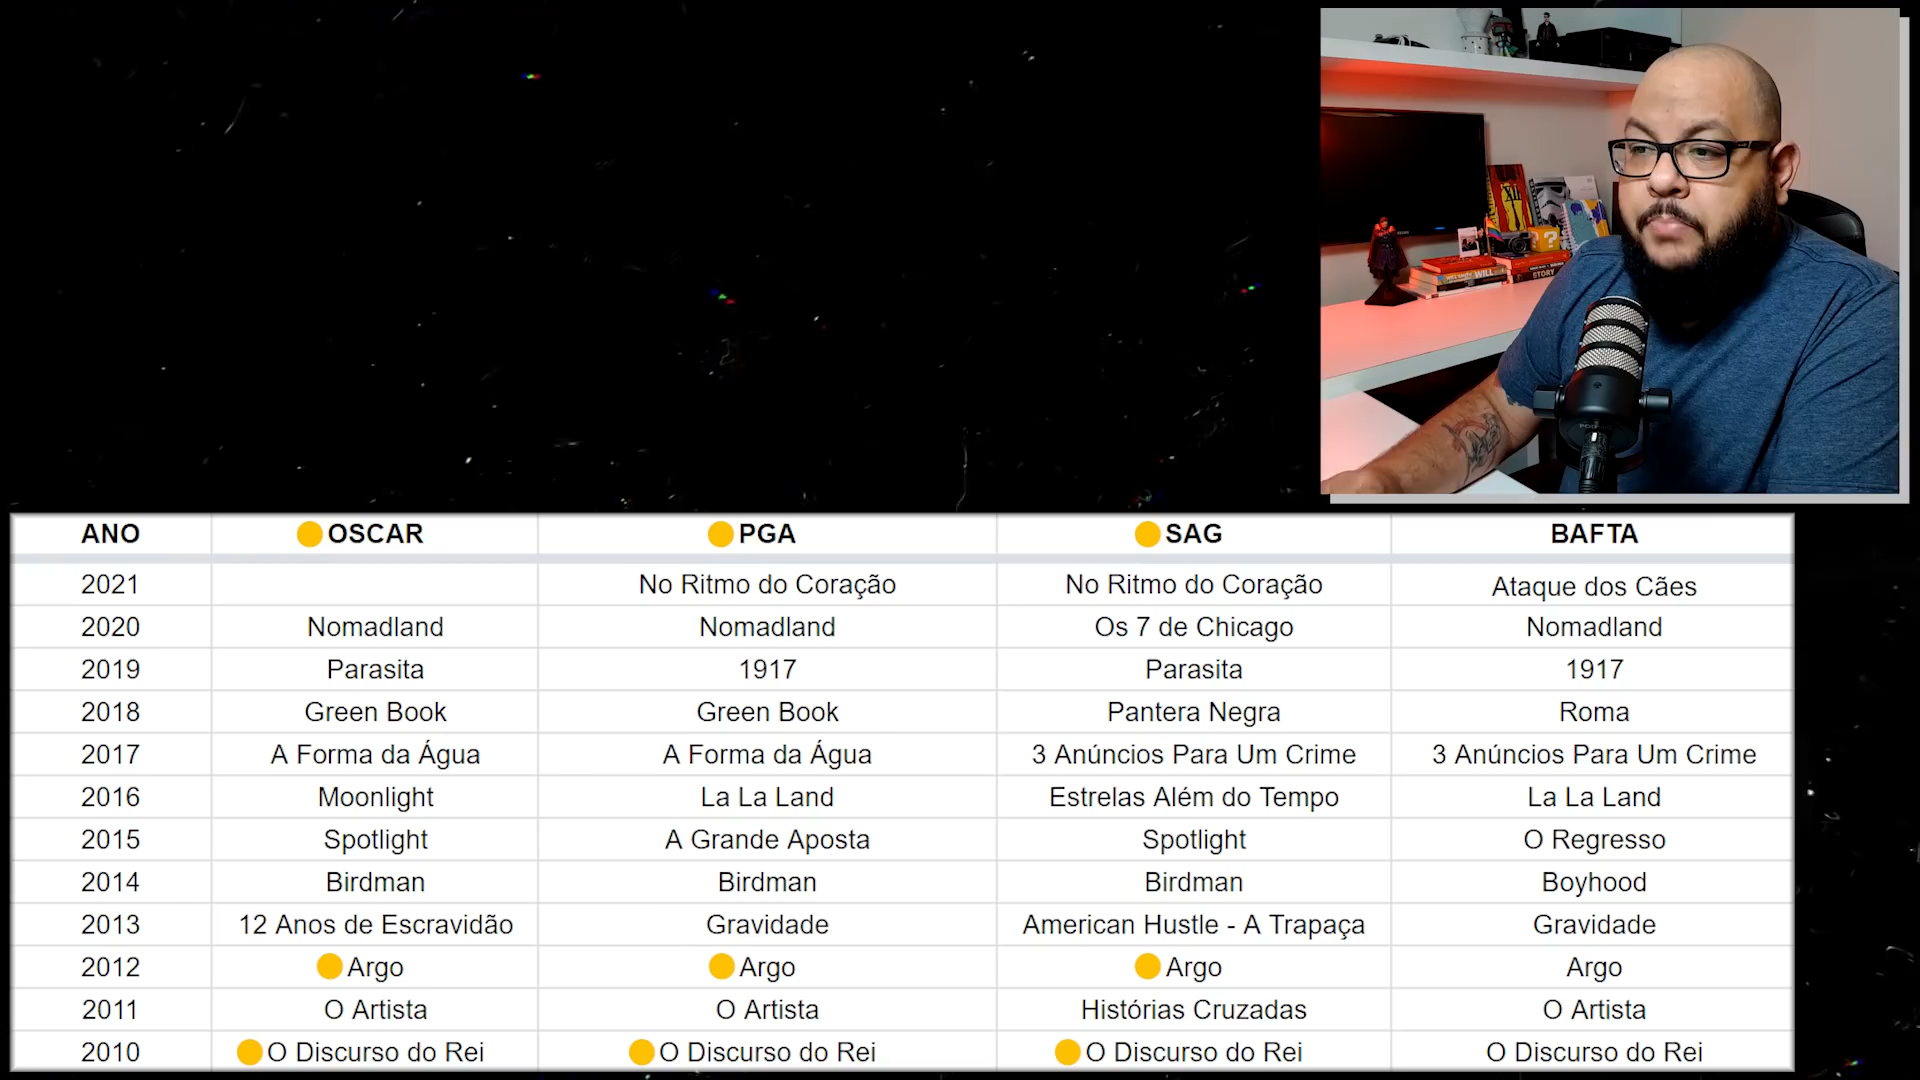 XIII
WILL
STORY
ANO OSCAR PGA SAG BAFTA
2021 No Ritmo do Coração No Ritmo do Coração Ataque dos Cães
2020 Nomadland Nomadland Os 7 de Chicago Nomadland
2019 Parasita 1917 Parasita 1917
2018 Green Book Green Book Pantera Negra Roma
2017 A Forma da Água A Forma da Água 3 Anúncios Para Um Crime 3 Anúncios Para Um Crime
2016 Moonlight La La Land Estrelas Além do Tempo La La Land
2015 Spotlight A Grande Aposta Spotlight O Regresso
2014 Birdman Birdman Birdman Boyhood
2013 12 Anos de Escravidão Gravidade American Hustle - A Trapaça Gravidade
2012 Argo Argo Argo Argo
2011 O Artista O Artista Histórias Cruzadas O Artista
2010 O Discurso do Rei O Discurso do Rei O Discurso do Rei O Discurso do Rei